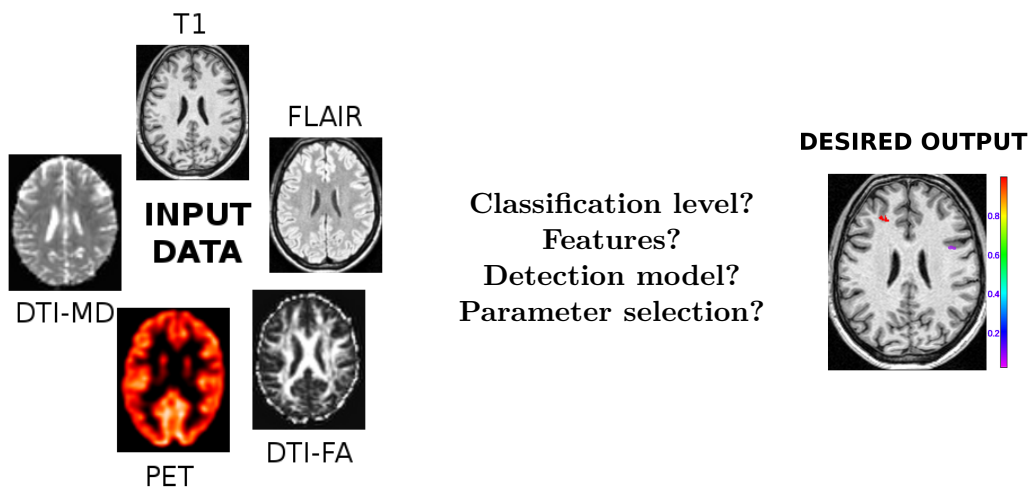 T1
FLAIR
INPUT
DATA
DTI-MD
PET
DTI-FA
Classification level?
Features?
Detection model?
Parameter selection?
DESIRED OUTPUT
0.8
0.6
0.4
0.2